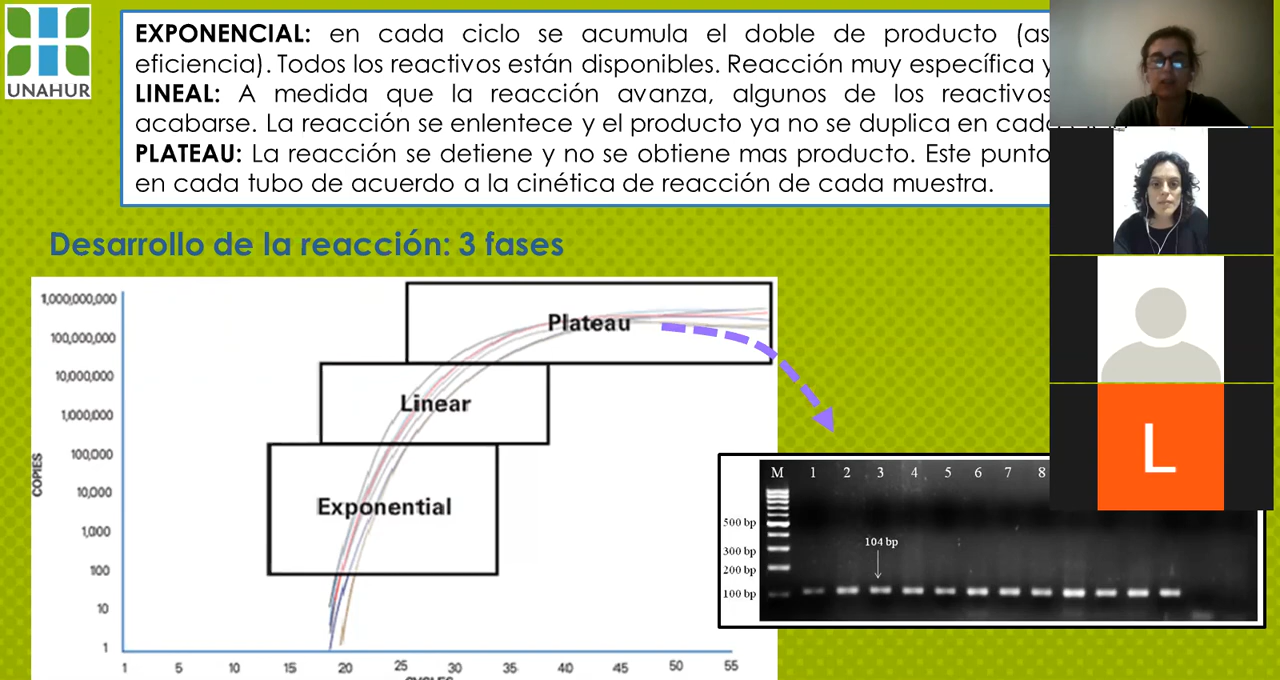 UNAHUR
EXPONENCIAL: en cada ciclo se acumula el doble de producto (as
eficiencia). Todos los reactivos están disponibles. Reacción muy específica y
LINEAL: A medida que la reacción avanza, algunos de los reactivos
acabarse. La reacción se enlentece y el producto ya no se duplica en cada
PLATEAU: La reacción se detiene y no se obtiene mas producto. Este punto
en cada tubo de acuerdo a la cinética de reacción de cada muestra.
Desarrollo de la reacción: 3 fases
1,000,000,000
100,000,000
10,000,000
1,000,000
100,000
10,000
1,000
100
10
1
COPIES
Plateau
Linear
Exponential
1 5 10 15 20 25 30 35 40 45 50 55
CYCLES
M 1 2 3 4 5 6 7 8
500 bp
300 bp
200 bp
100 bp
104 bp
L